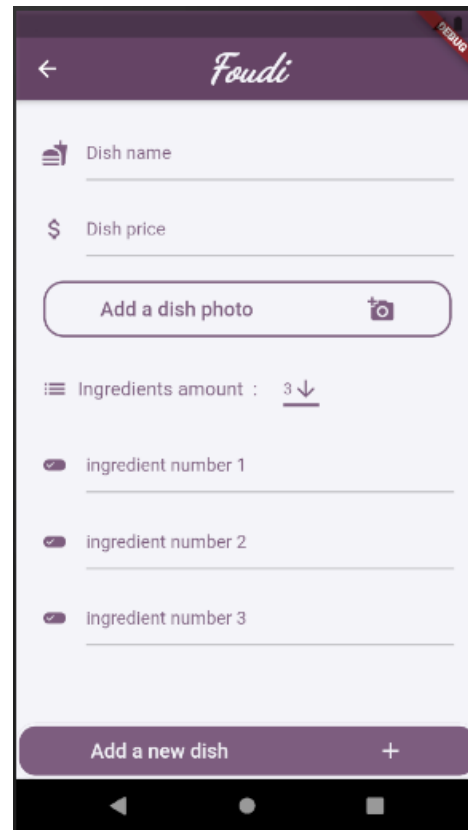 DEBUG
Foudi
Dish name
Dish price
Add a dish photo
Ingredients amount : 3
ingredient number 1
ingredient number 2
ingredient number 3
Add a new dish